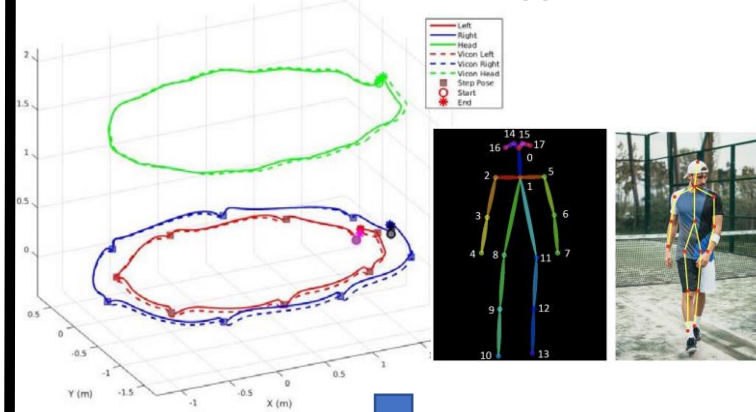 Left
Right
Head
Vicon Left
Vicon Right
Vicon Head
Step Pose
Start
End
2
1.5
1
0.5
0
0.5
0
-0.5
-1
-1.5
Y (m)
-1
-0.5
0
0.5
1
X (m)
14 15
16 17
0
2 1 5
3 6
4 8 11 7
9 12
10 13